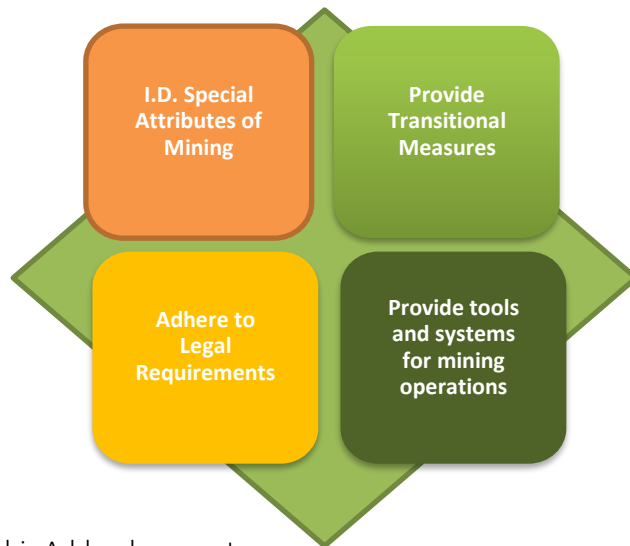 I.D. Special
Attributes of
Mining
Provide
Transitional
Measures
Adhere to
Legal
Requirements
Provide tools
and systems
for mining
operations